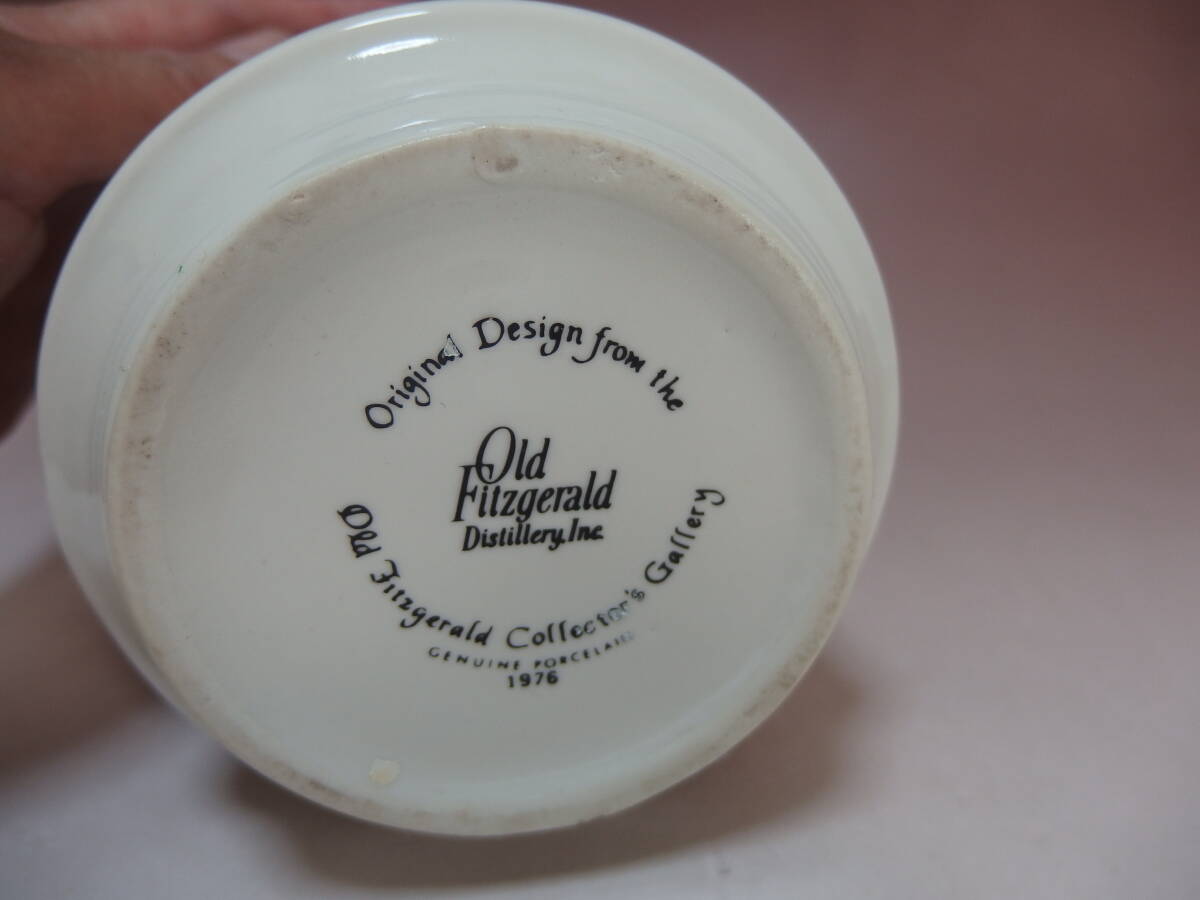 Original Design from the
Old
Fitzgerald
Distillery, Inc.
Old Fitzgerald Collector's Gallery
GENUINE PORCELAIN
1976